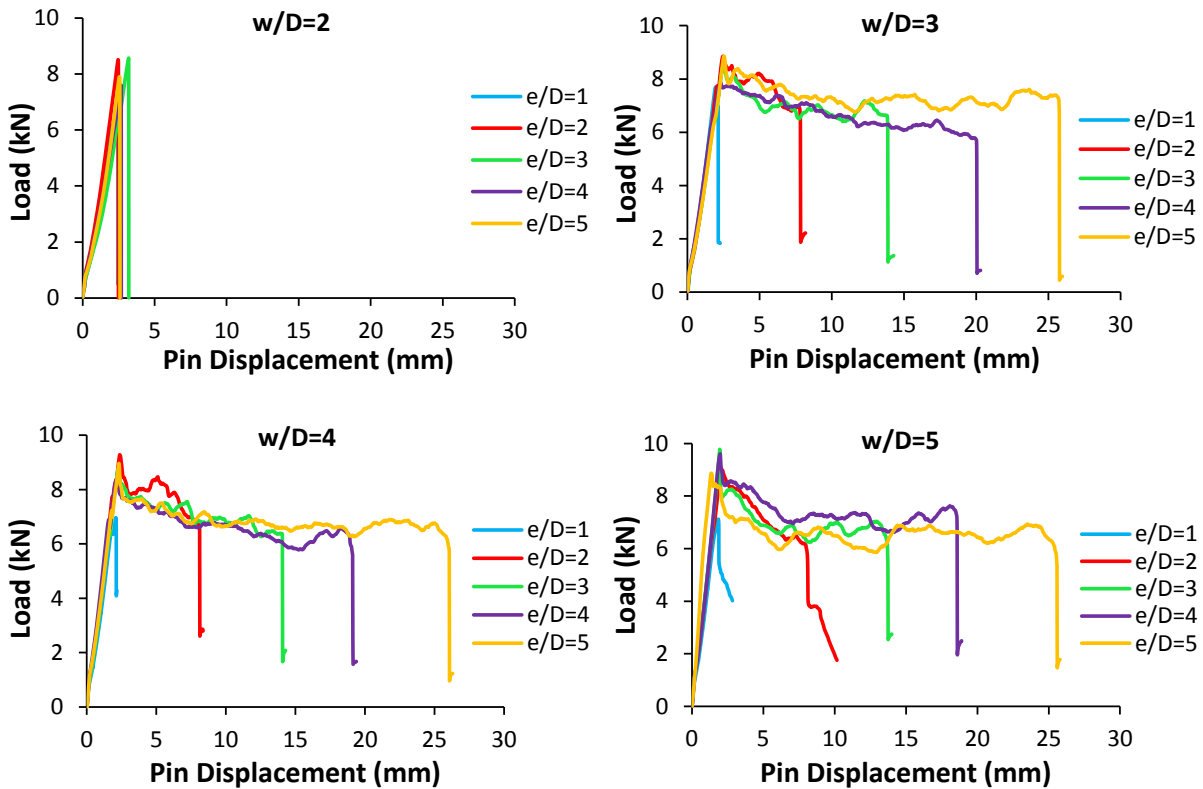 w/D=2
10
8
6
4
2
0
Load (kN)
0 5 10 15 20 25 30
Pin Displacement (mm)
e/D=1
e/D=2
e/D=3
e/D=4
e/D=5
w/D=3
10
8
6
4
2
0
Load (kN)
0 5 10 15 20 25 30
Pin Displacement (mm)
e/D=1
e/D=2
e/D=3
e/D=4
e/D=5
w/D=4
10
8
6
4
2
0
Load (kN)
0 5 10 15 20 25 30
Pin Displacement (mm)
e/D=1
e/D=2
e/D=3
e/D=4
e/D=5
w/D=5
10
8
6
4
2
0
Load (kN)
0 5 10 15 20 25 30
Pin Displacement (mm)
e/D=1
e/D=2
e/D=3
e/D=4
e/D=5